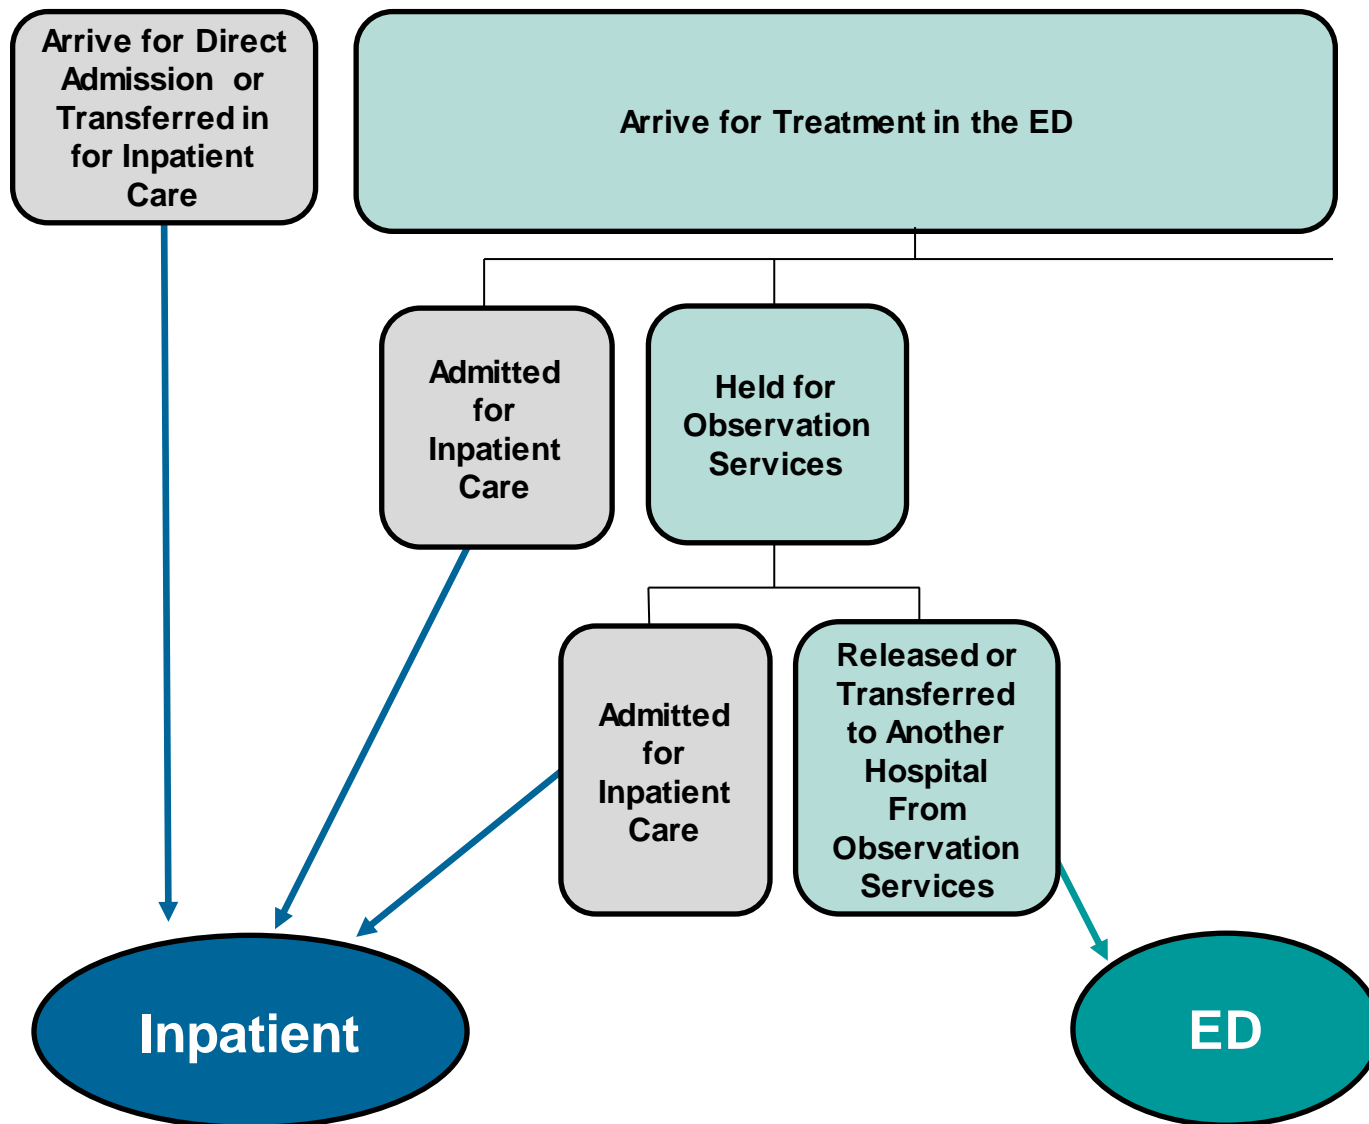 Arrive for Direct
Admission or
Transferred in
for Inpatient
Care
Arrive for Treatment in the ED
Admitted
for
Inpatient
Care
Held for
Observation
Services
Admitted
for
Inpatient
Care
Released or
Transferred
to Another
Hospital
From
Observation
Services
Inpatient
ED